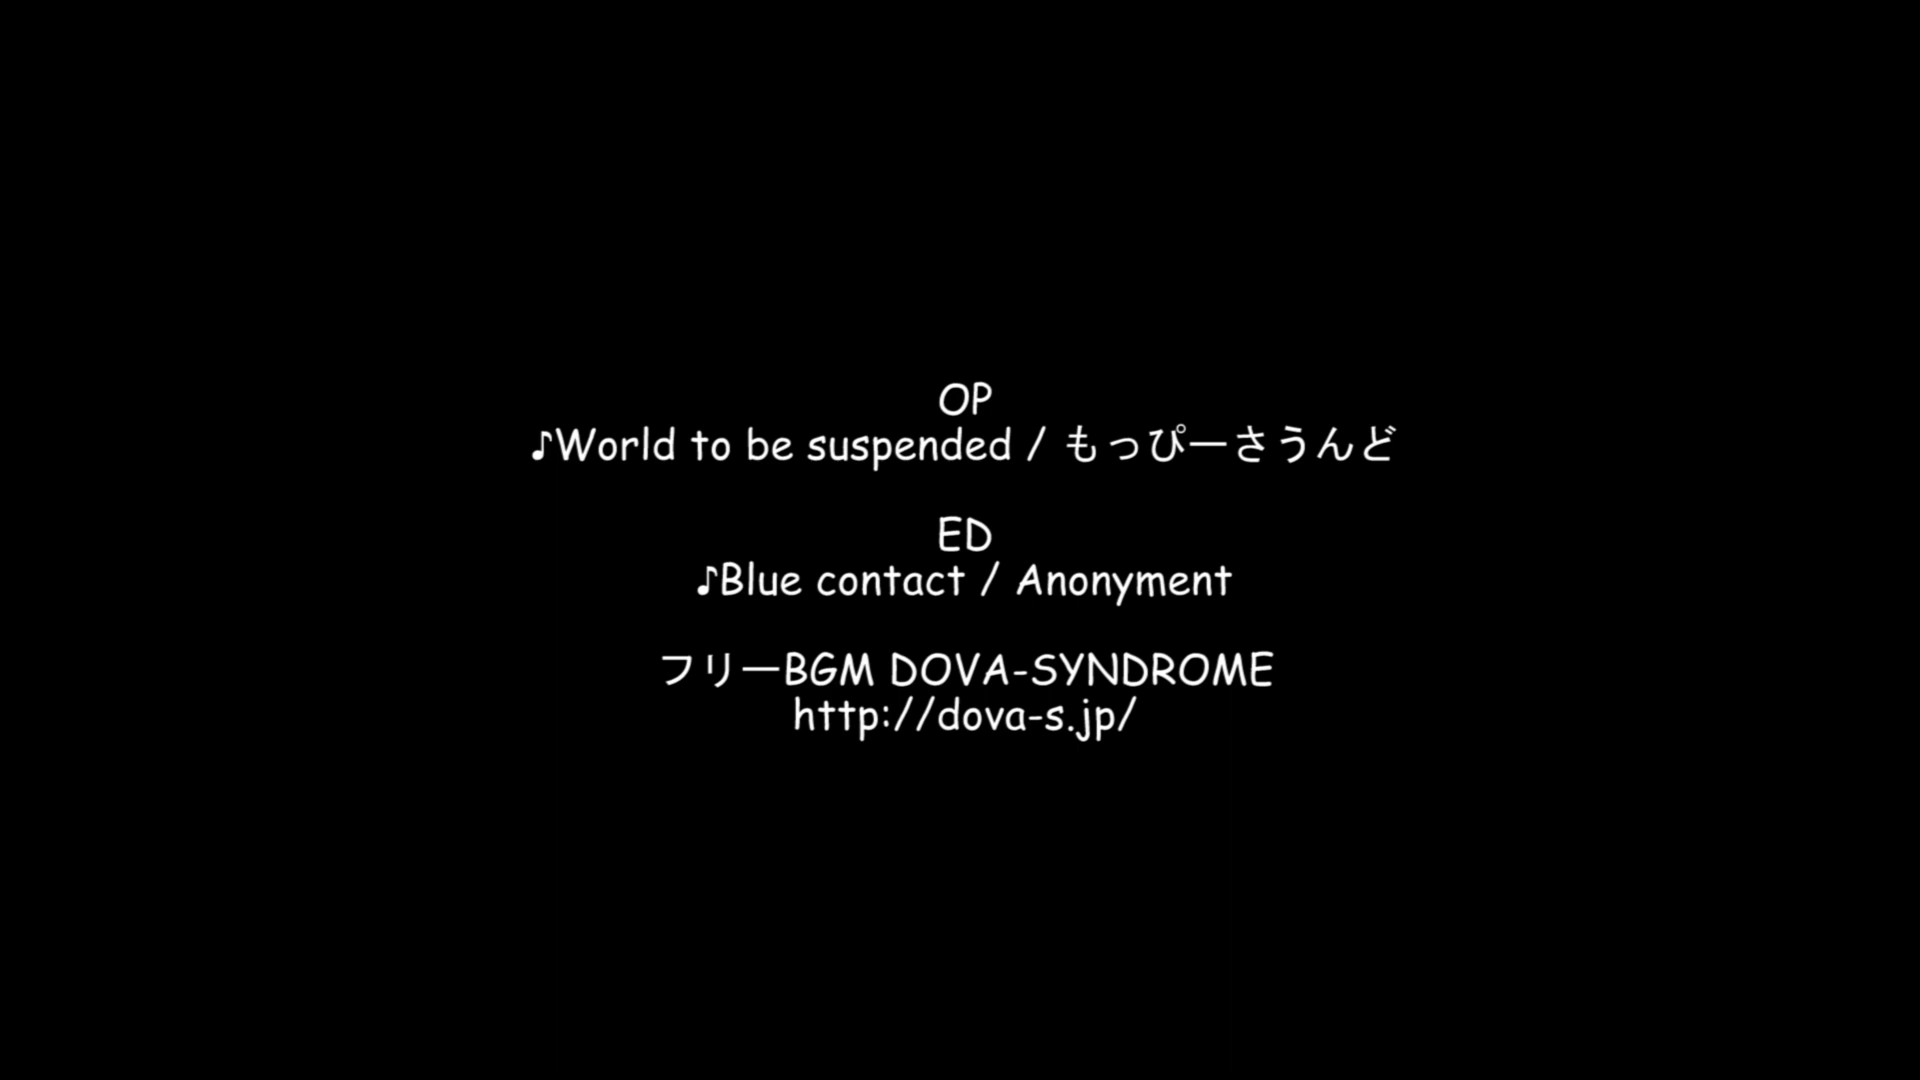 OP
♪World to be suspended / もっぴーさうんど
ED
♪Blue contact / Anonyment
フリーBGM DOVA-SYNDROME
http://dova-s.jp/